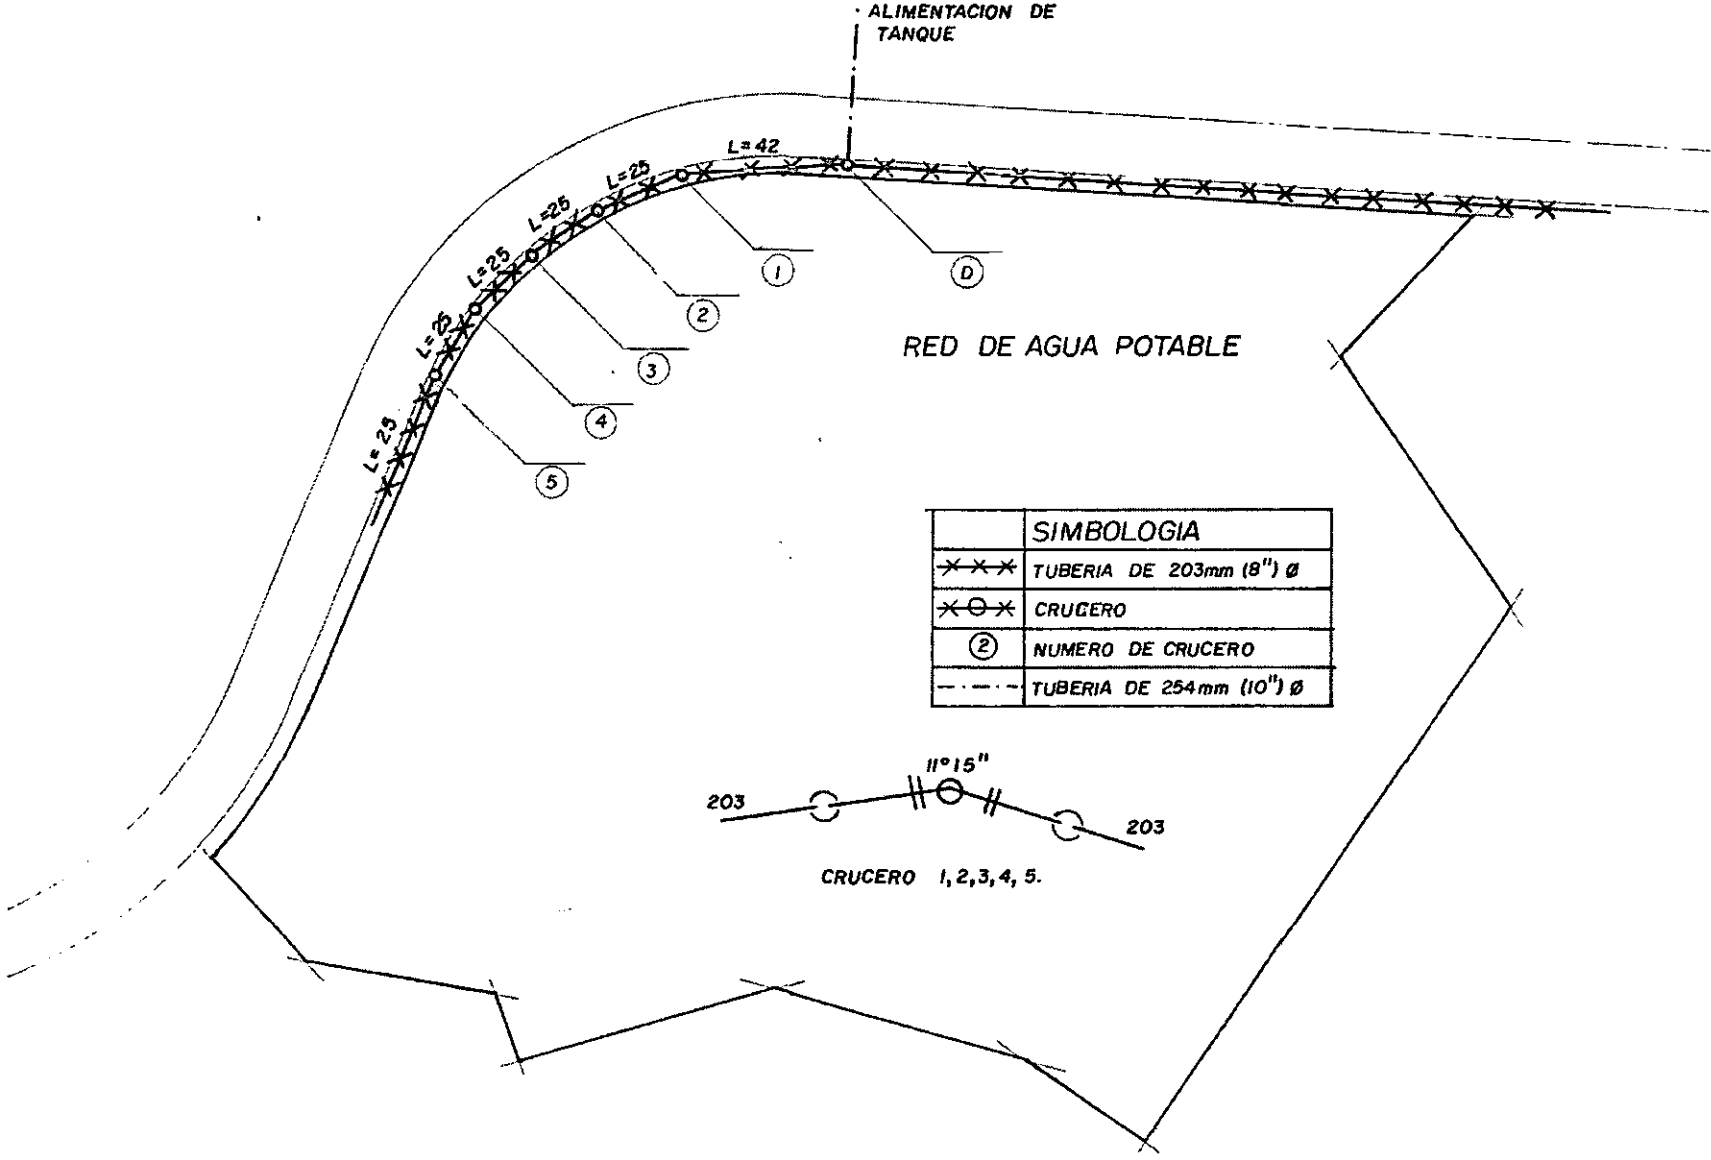 ALIMENTACION DE
TANQUE
L=42
L=25
L=25
L=25
L=25
L=25
1
D
2
3
4
5
RED DE AGUA POTABLE
SIMBOLOGIA
TUBERIA DE 203mm (8") Ø
CRUCERO
2
NUMERO DE CRUCERO
TUBERIA DE 254mm (10") Ø
11°15"
203
203
CRUCERO 1,2,3,4,5.